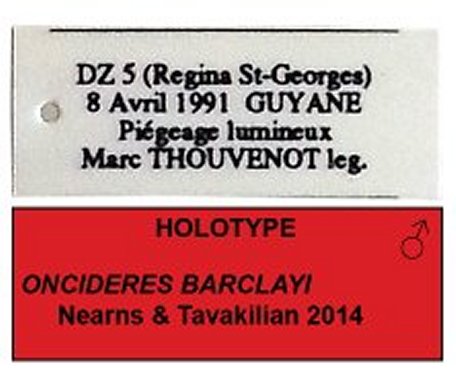 DZ 5 (Regina St-Georges)
8 Avril 1991 GUYANE
Piégeage lumineux
Marc THOUVENOT leg.
HOLOTYPE ♂
ONCIDERES BARCLAYI
Nearns & Tavakilian 2014